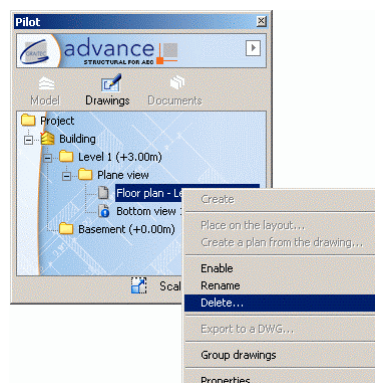 Pilot
GRAITEC
advance
STRUCTURAL FOR AEC
Model Drawings Documents
Project
Building
Level 1 (+3.00m)
Plane view
Floor plan - Le
Bottom view
Basement (+0.00m)
Scal
Create
Place on the layout...
Create a plan from the drawing...
Enable
Rename
Delete...
Export to a DWG...
Group drawings
Properties